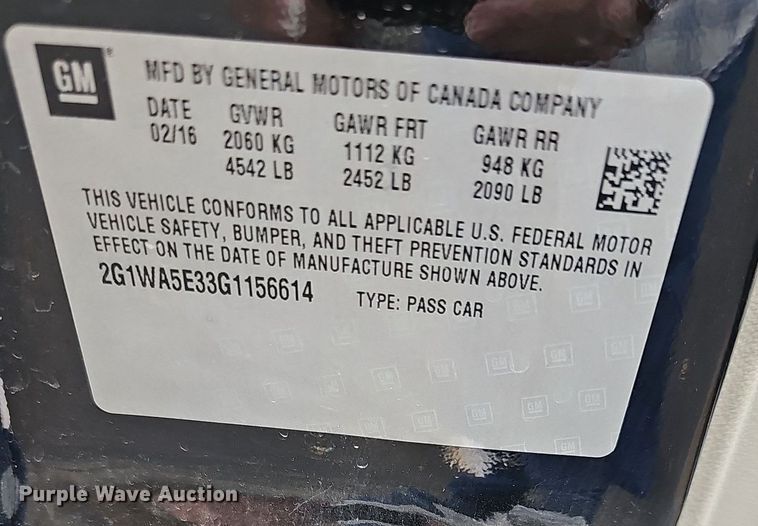 GM
MFD BY GENERAL MOTORS OF CANADA COMPANY
DATE GVWR GAWR FRT GAWR RR
02/16 2060 KG 1112 KG 948 KG
4542 LB 2452 LB 2090 LB
THIS VEHICLE CONFORMS TO ALL APPLICABLE U.S. FEDERAL MOTOR
VEHICLE SAFETY, BUMPER, AND THEFT PREVENTION STANDARDS IN
EFFECT ON THE DATE OF MANUFACTURE SHOWN ABOVE.
2G1WA5E33G1156614 TYPE: PASS CAR
Purple Wave Auction